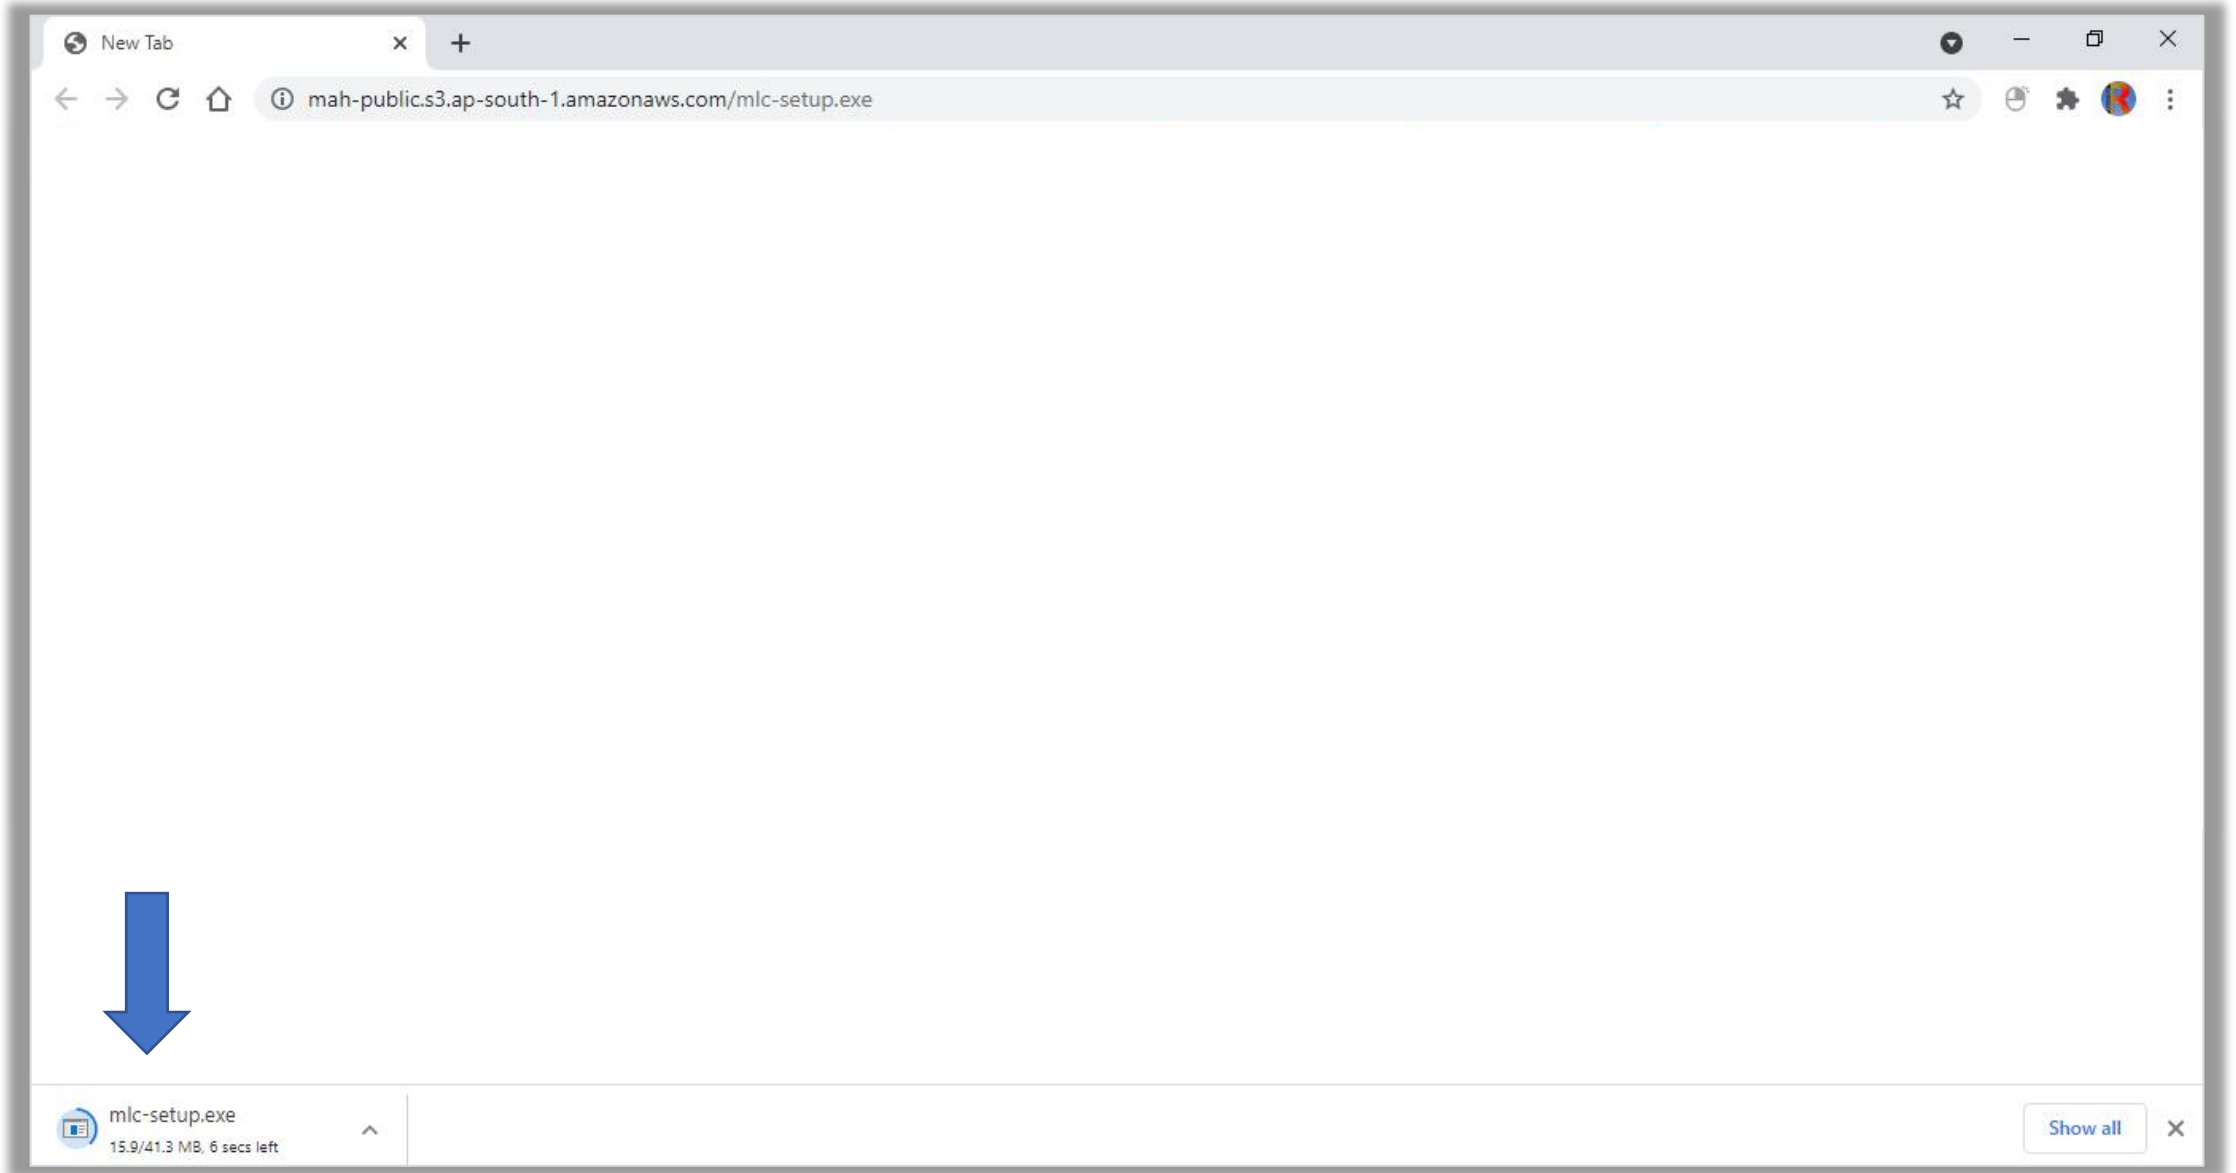 New Tab
mah-public.s3.ap-south-1.amazonaws.com/mlc-setup.exe
mlc-setup.exe
15.9/41.3 MB, 6 secs left
Show all